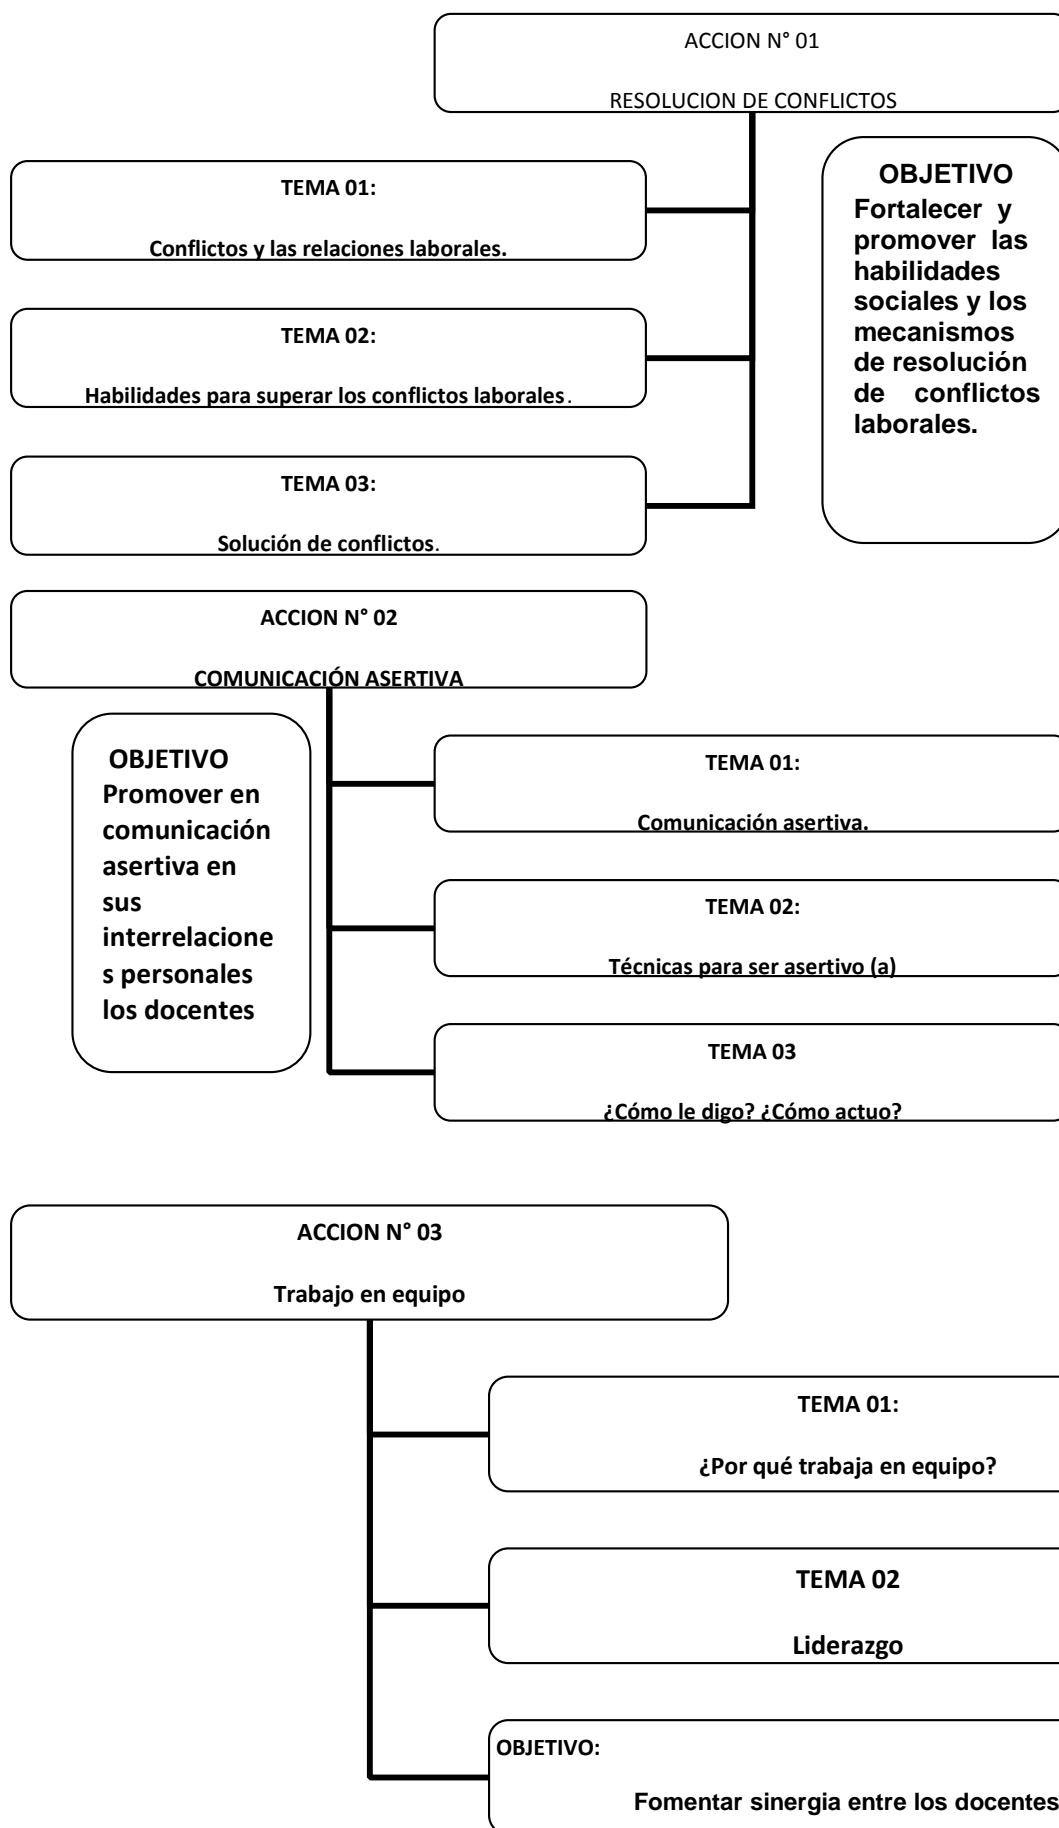 ACCION N° 01
RESOLUCION DE CONFLICTOS
TEMA 01:
Conflictos y las relaciones laborales.
TEMA 02:
Habilidades para superar los conflictos laborales.
TEMA 03:
Solución de conflictos.
OBJETIVO
Fortalecer y
promover las
habilidades
sociales y los
mecanismos
de resolución
de conflictos
laborales.
ACCION N° 02
COMUNICACIÓN ASERTIVA
OBJETIVO
Promover en
comunicación
asertiva en
sus
interrelacione
s personales
los docentes
TEMA 01:
Comunicación asertiva.
TEMA 02:
Técnicas para ser asertivo (a)
TEMA 03
¿Cómo le digo? ¿Cómo actuo?
ACCION N° 03
Trabajo en equipo
TEMA 01:
¿Por qué trabaja en equipo?
TEMA 02
Liderazgo
OBJETIVO:
Fomentar sinergia entre los docentes